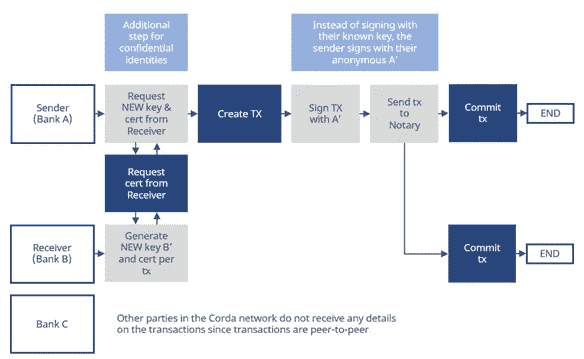 Additional
step for
confidential
identities
Instead of signing with
their known key, the
sender signs with their
anonymous A’
Sender
(Bank A)
Request
NEW key &
cert from
Receiver
Create TX
Sign TX
with A’
Send tx
to
Notary
Commit
tx
END
Request
cert from
Receiver
Receiver
(Bank B)
Generate
NEW key B’
and cert per
tx
Commit
tx
END
Bank C
Other parties in the Corda network do not receive any details
on the transactions since transactions are peer-to-peer